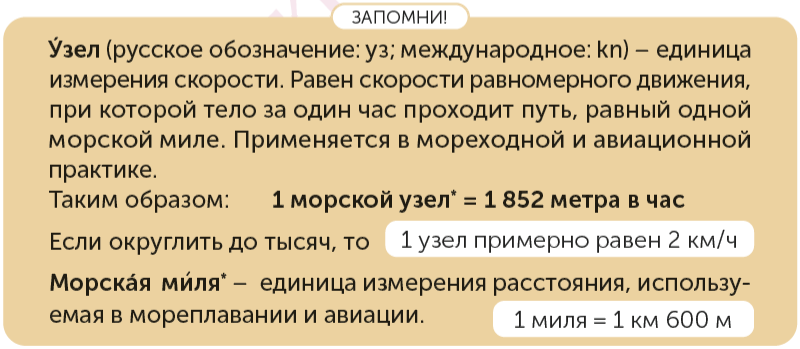 ЗАПОМНИ!
У́зел (русское обозначение: уз; международное: kn) – единица
измерения скорости. Равен скорости равномерного движения,
при которой тело за один час проходит путь, равный одной
морской миле. Применяется в мореходной и авиационной
практике.
Таким образом: 1 морской узел* = 1 852 метра в час
Если округлить до тысяч, то 1 узел примерно равен 2 км/ч
Морска́я ми́ля* – единица измерения расстояния, использу-
емая в мореплавании и авиации. 1 миля = 1 км 600 м